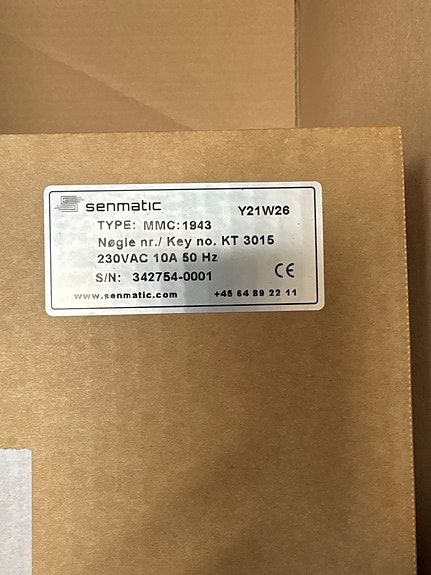 senmatic Y21W26
TYPE: MMC:1943
Nøgle nr./ Key no. KT 3015
230VAC 10A 50 Hz
S/N: 342754-0001 CE
www.senmatic.com +45 64 89 22 11